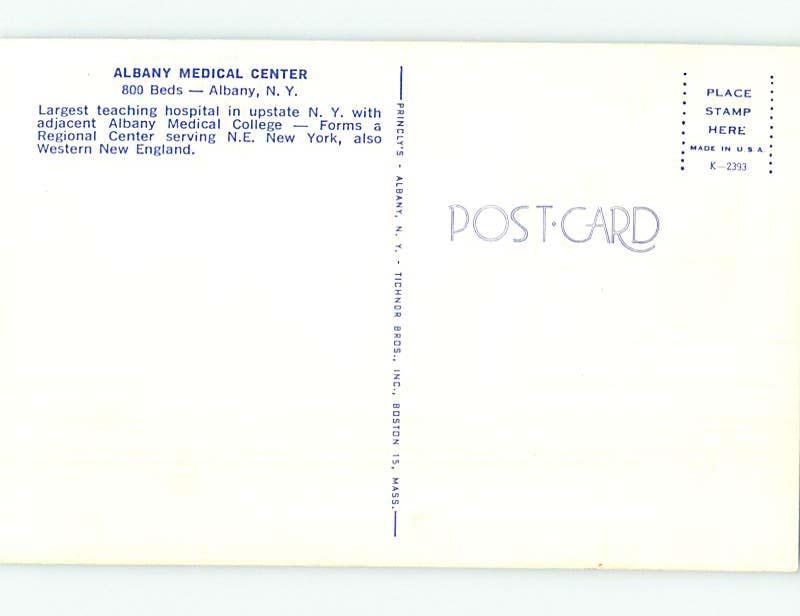 ALBANY MEDICAL CENTER
800 Beds — Albany, N. Y.
Largest teaching hospital in upstate N. Y. with
adjacent Albany Medical College — Forms a
Regional Center serving N.E. New York, also
Western New England.
PRINCLY'S - ALBANY, N. Y. - TICHNOR BROS., INC., BOSTON 15, MASS.
PLACE
STAMP
HERE
MADE IN U.S.A.
K-2393
POST·CARD